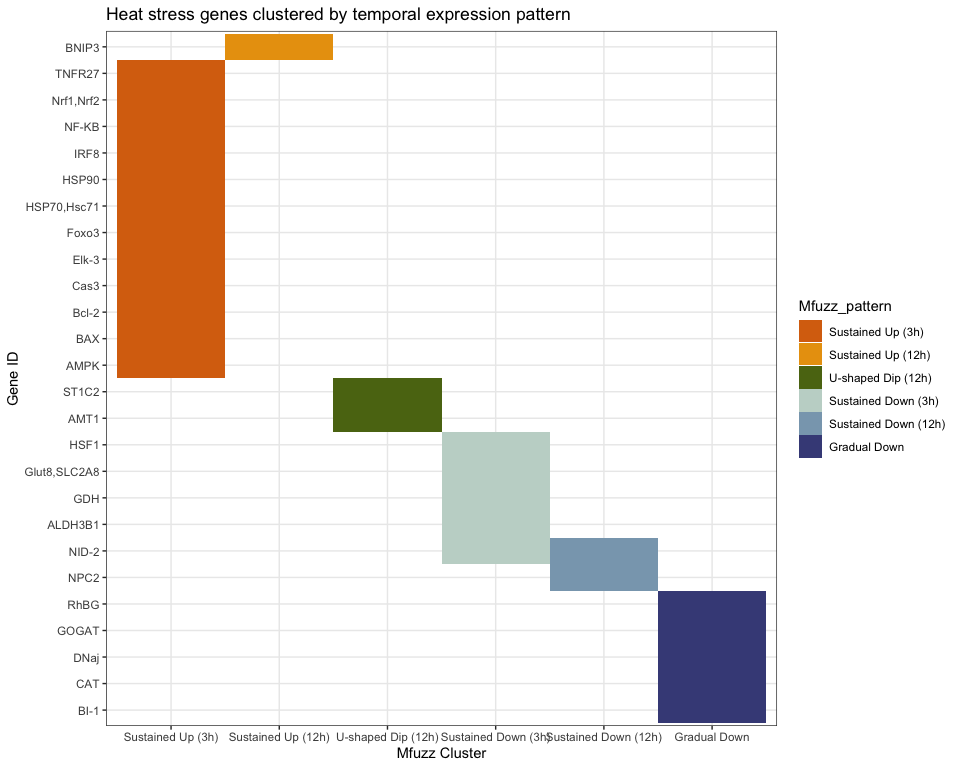 Heat stress genes clustered by temporal expression pattern
BNIP3
TNFR27
Nrf1,Nrf2
NF-KB
IRF8
HSP90
HSP70,Hsc71
Foxo3
Elk-3
Cas3
Bcl-2
BAX
AMPK
ST1C2
AMT1
HSF1
Glut8,SLC2A8
GDH
ALDH3B1
NID-2
NPC2
RhBG
GOGAT
DNaj
CAT
BI-1
Gene ID
Sustained Up (3h) Sustained Up (12h) U-shaped Dip (12h) Sustained Down (3h) Sustained Down (12h) Gradual Down
Mfuzz Cluster
Mfuzz_pattern
Sustained Up (3h)
Sustained Up (12h)
U-shaped Dip (12h)
Sustained Down (3h)
Sustained Down (12h)
Gradual Down